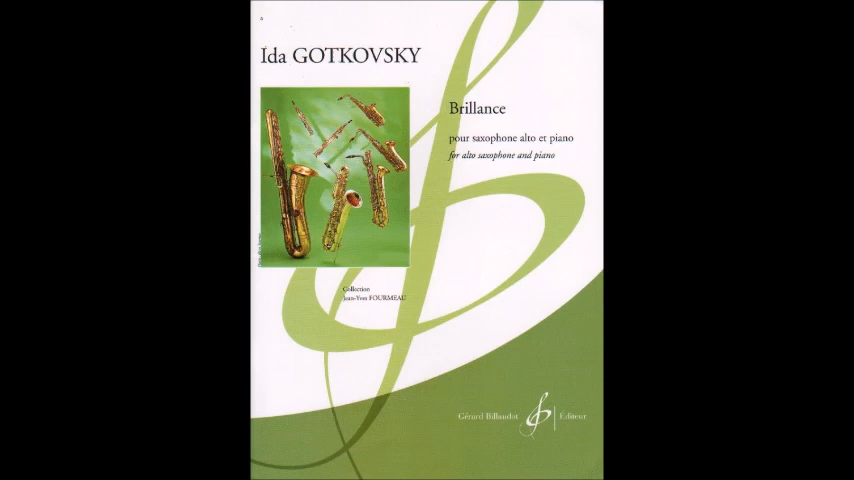 Ida GOTKOVSKY
Brillance
pour saxophone alto et piano
for alto saxophone and piano
Collection
Jean-Yves FOURMEAU
Gérard Billaudot
Éditeur